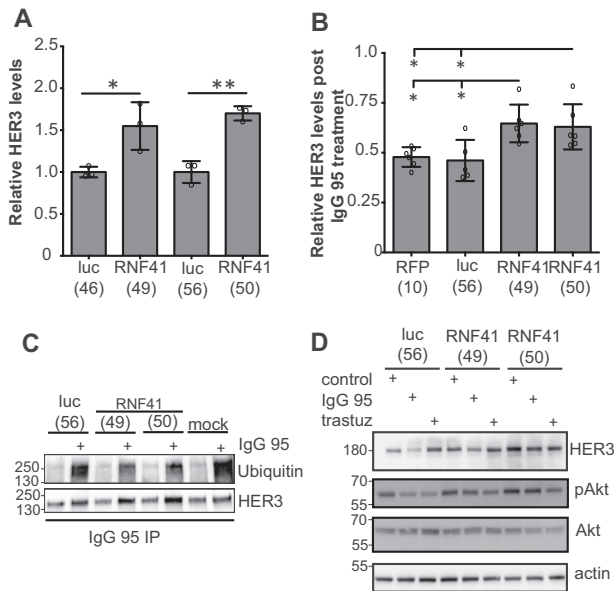 A
Relative HER3 levels
2.0
1.5
1.0
0.5
0.0
*
**
luc
(46)
RNF41
(49)
luc
(56)
RNF41
(50)
B
Relative HER3 levels post
IgG 95 treatment
1.0
0.75
0.5
0.25
0
* *
* *
RFP
(10)
luc
(56)
RNF41
(49)
RNF41
(50)
C
luc
(56)
RNF41
(49)
(50)
mock
+ + + + IgG 95
250
130
Ubiquitin
250
130
HER3
IgG 95 IP
D
luc
(56)
RNF41
(49)
RNF41
(50)
control + + +
IgG 95 + + +
trastuz + + +
180
HER3
65
55
pAkt
65
55
Akt
55
actin